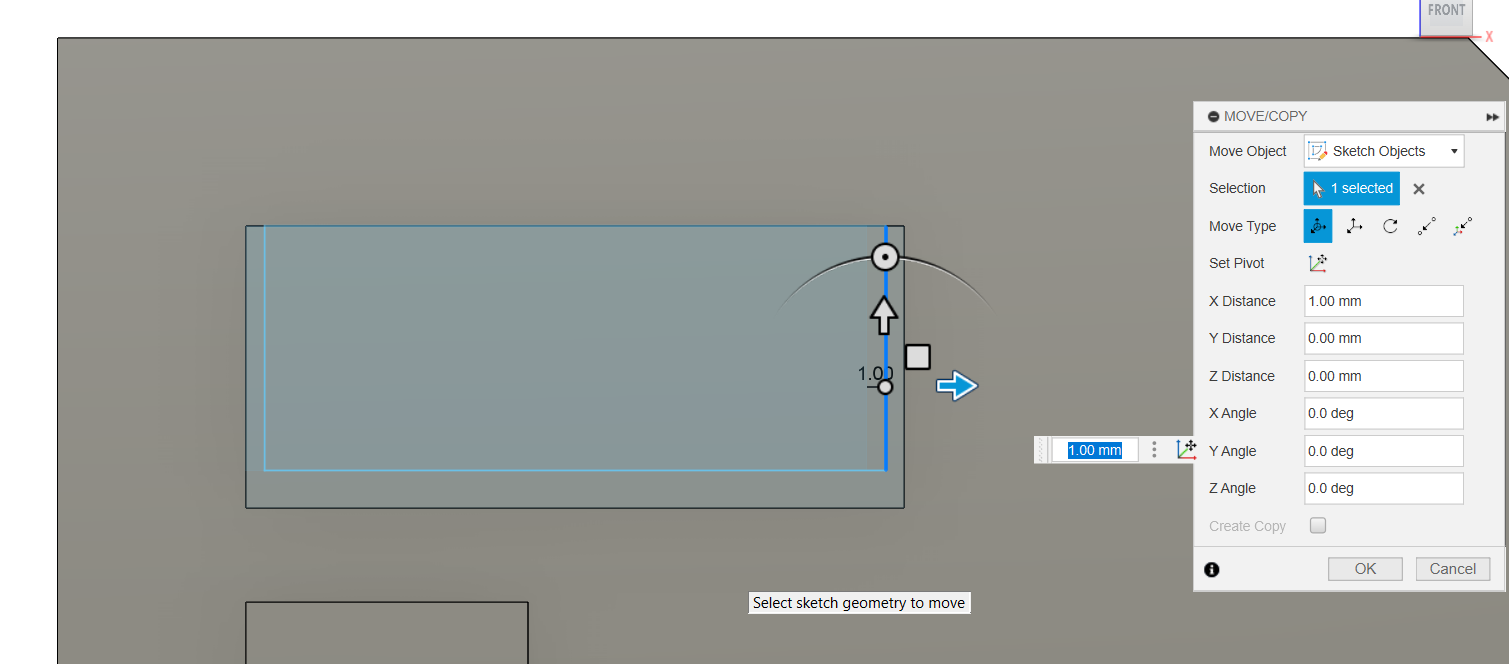 FRONT
X
MOVE/COPY
Move Object Sketch Objects
Selection 1 selected
Move Type
Set Pivot
X Distance 1.00 mm
Y Distance 0.00 mm
Z Distance 0.00 mm
X Angle 0.0 deg
Y Angle 0.0 deg
Z Angle 0.0 deg
Create Copy
OK Cancel
1.00
1.00 mm
Select sketch geometry to move